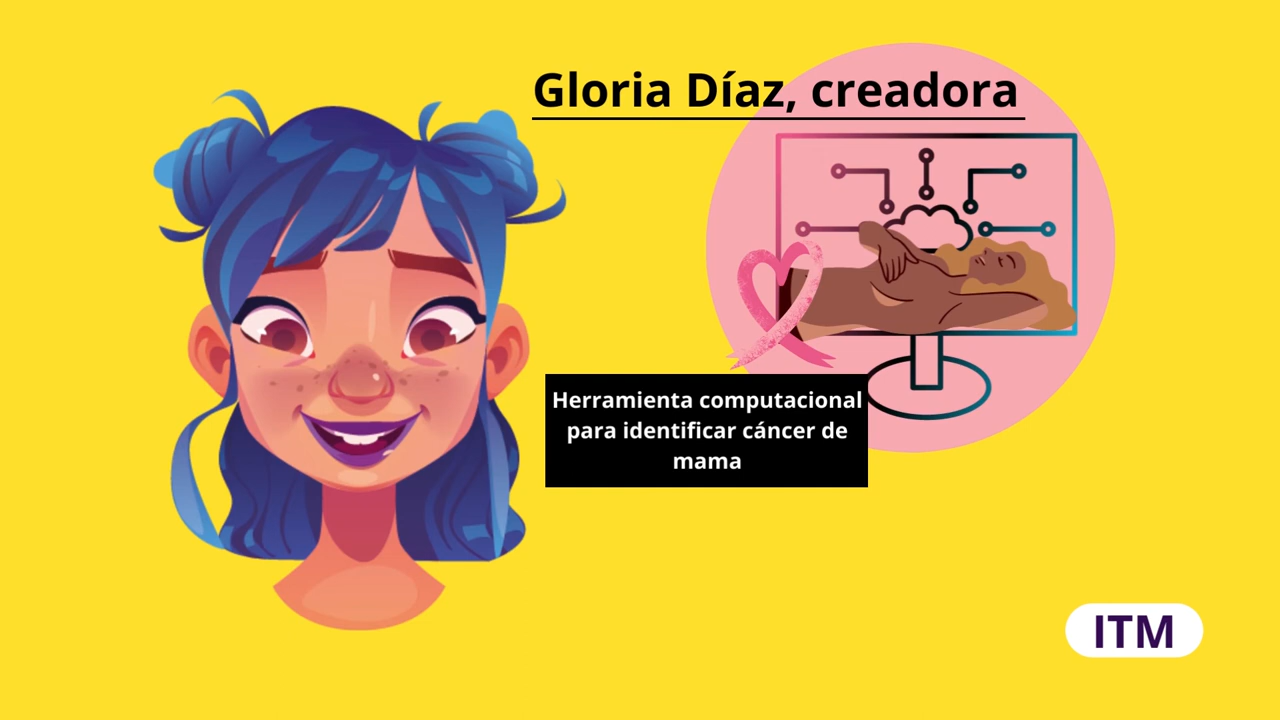 Gloria Díaz, creadora
Herramienta computacional
para identificar cáncer de
mama
ITM